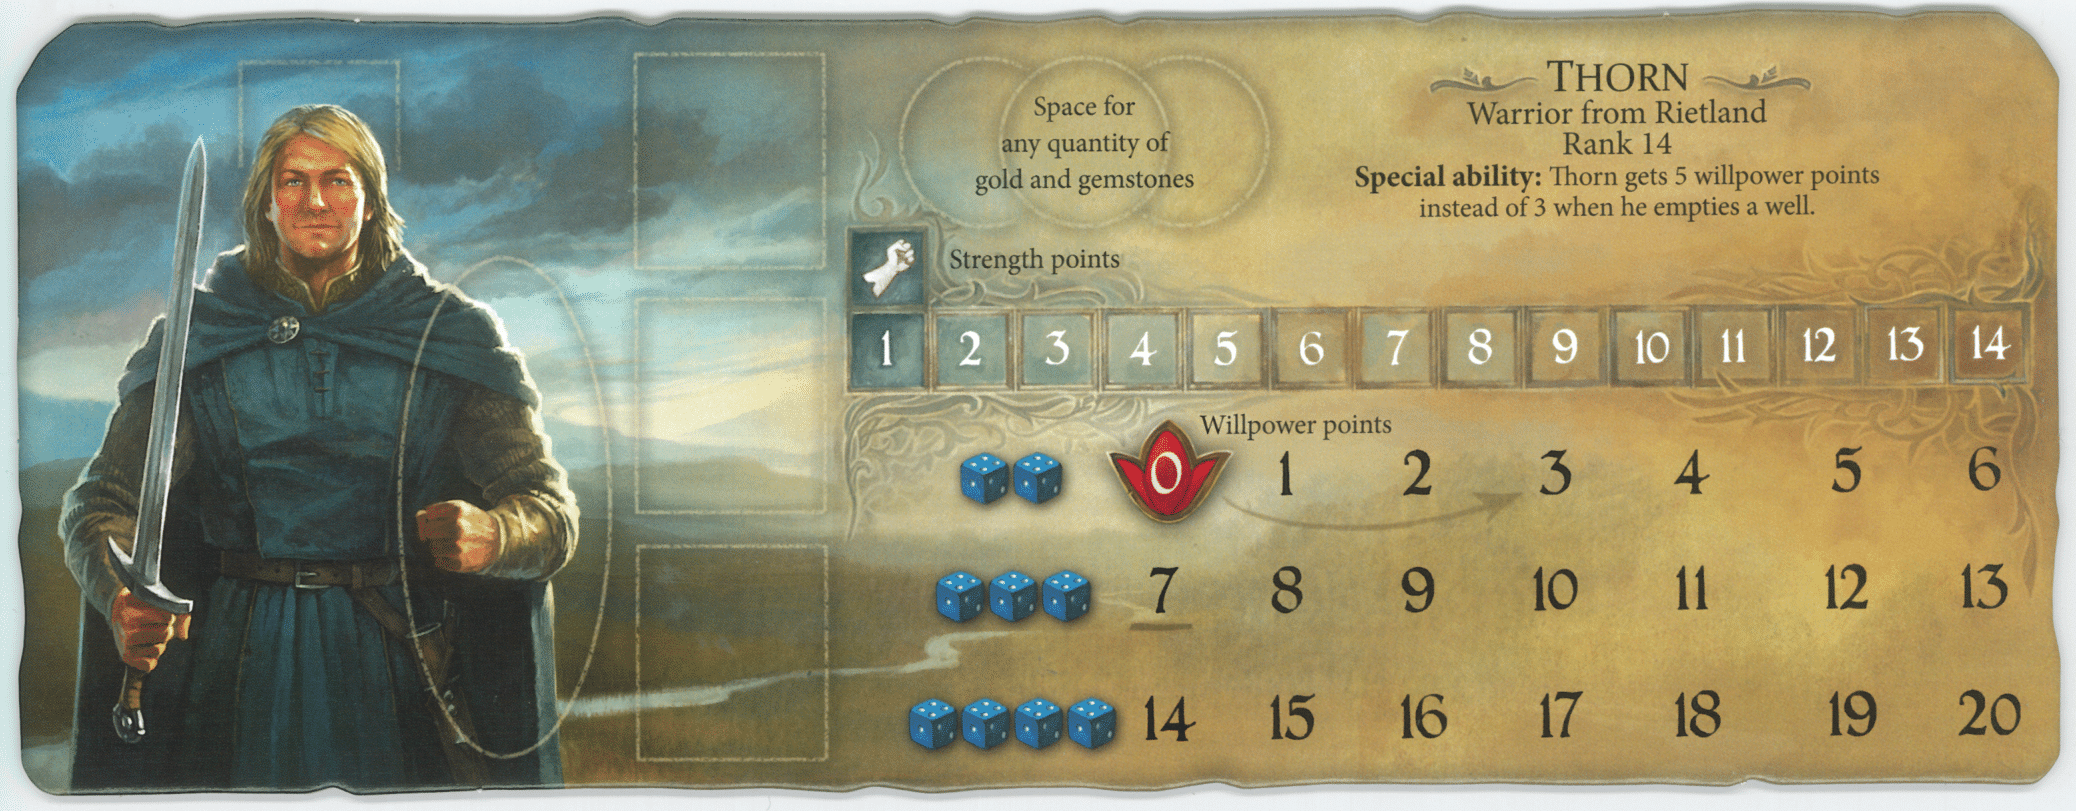 Space for
any quantity of
gold and gemstones
THORN
Warrior from Rietland
Rank 14
Special ability: Thorn gets 5 willpower points
instead of 3 when he empties a well.
Strength points
1 2 3 4 5 6 7 8 9 10 11 12 13 14
Willpower points
0 1 2 3 4 5 6
7 8 9 10 11 12 13
14 15 16 17 18 19 20